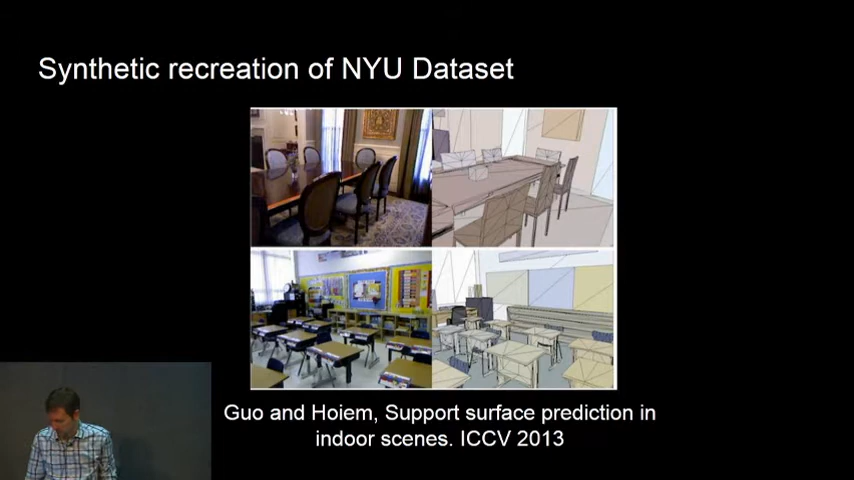 Synthetic recreation of NYU Dataset
Guo and Hoiem, Support surface prediction in
indoor scenes. ICCV 2013